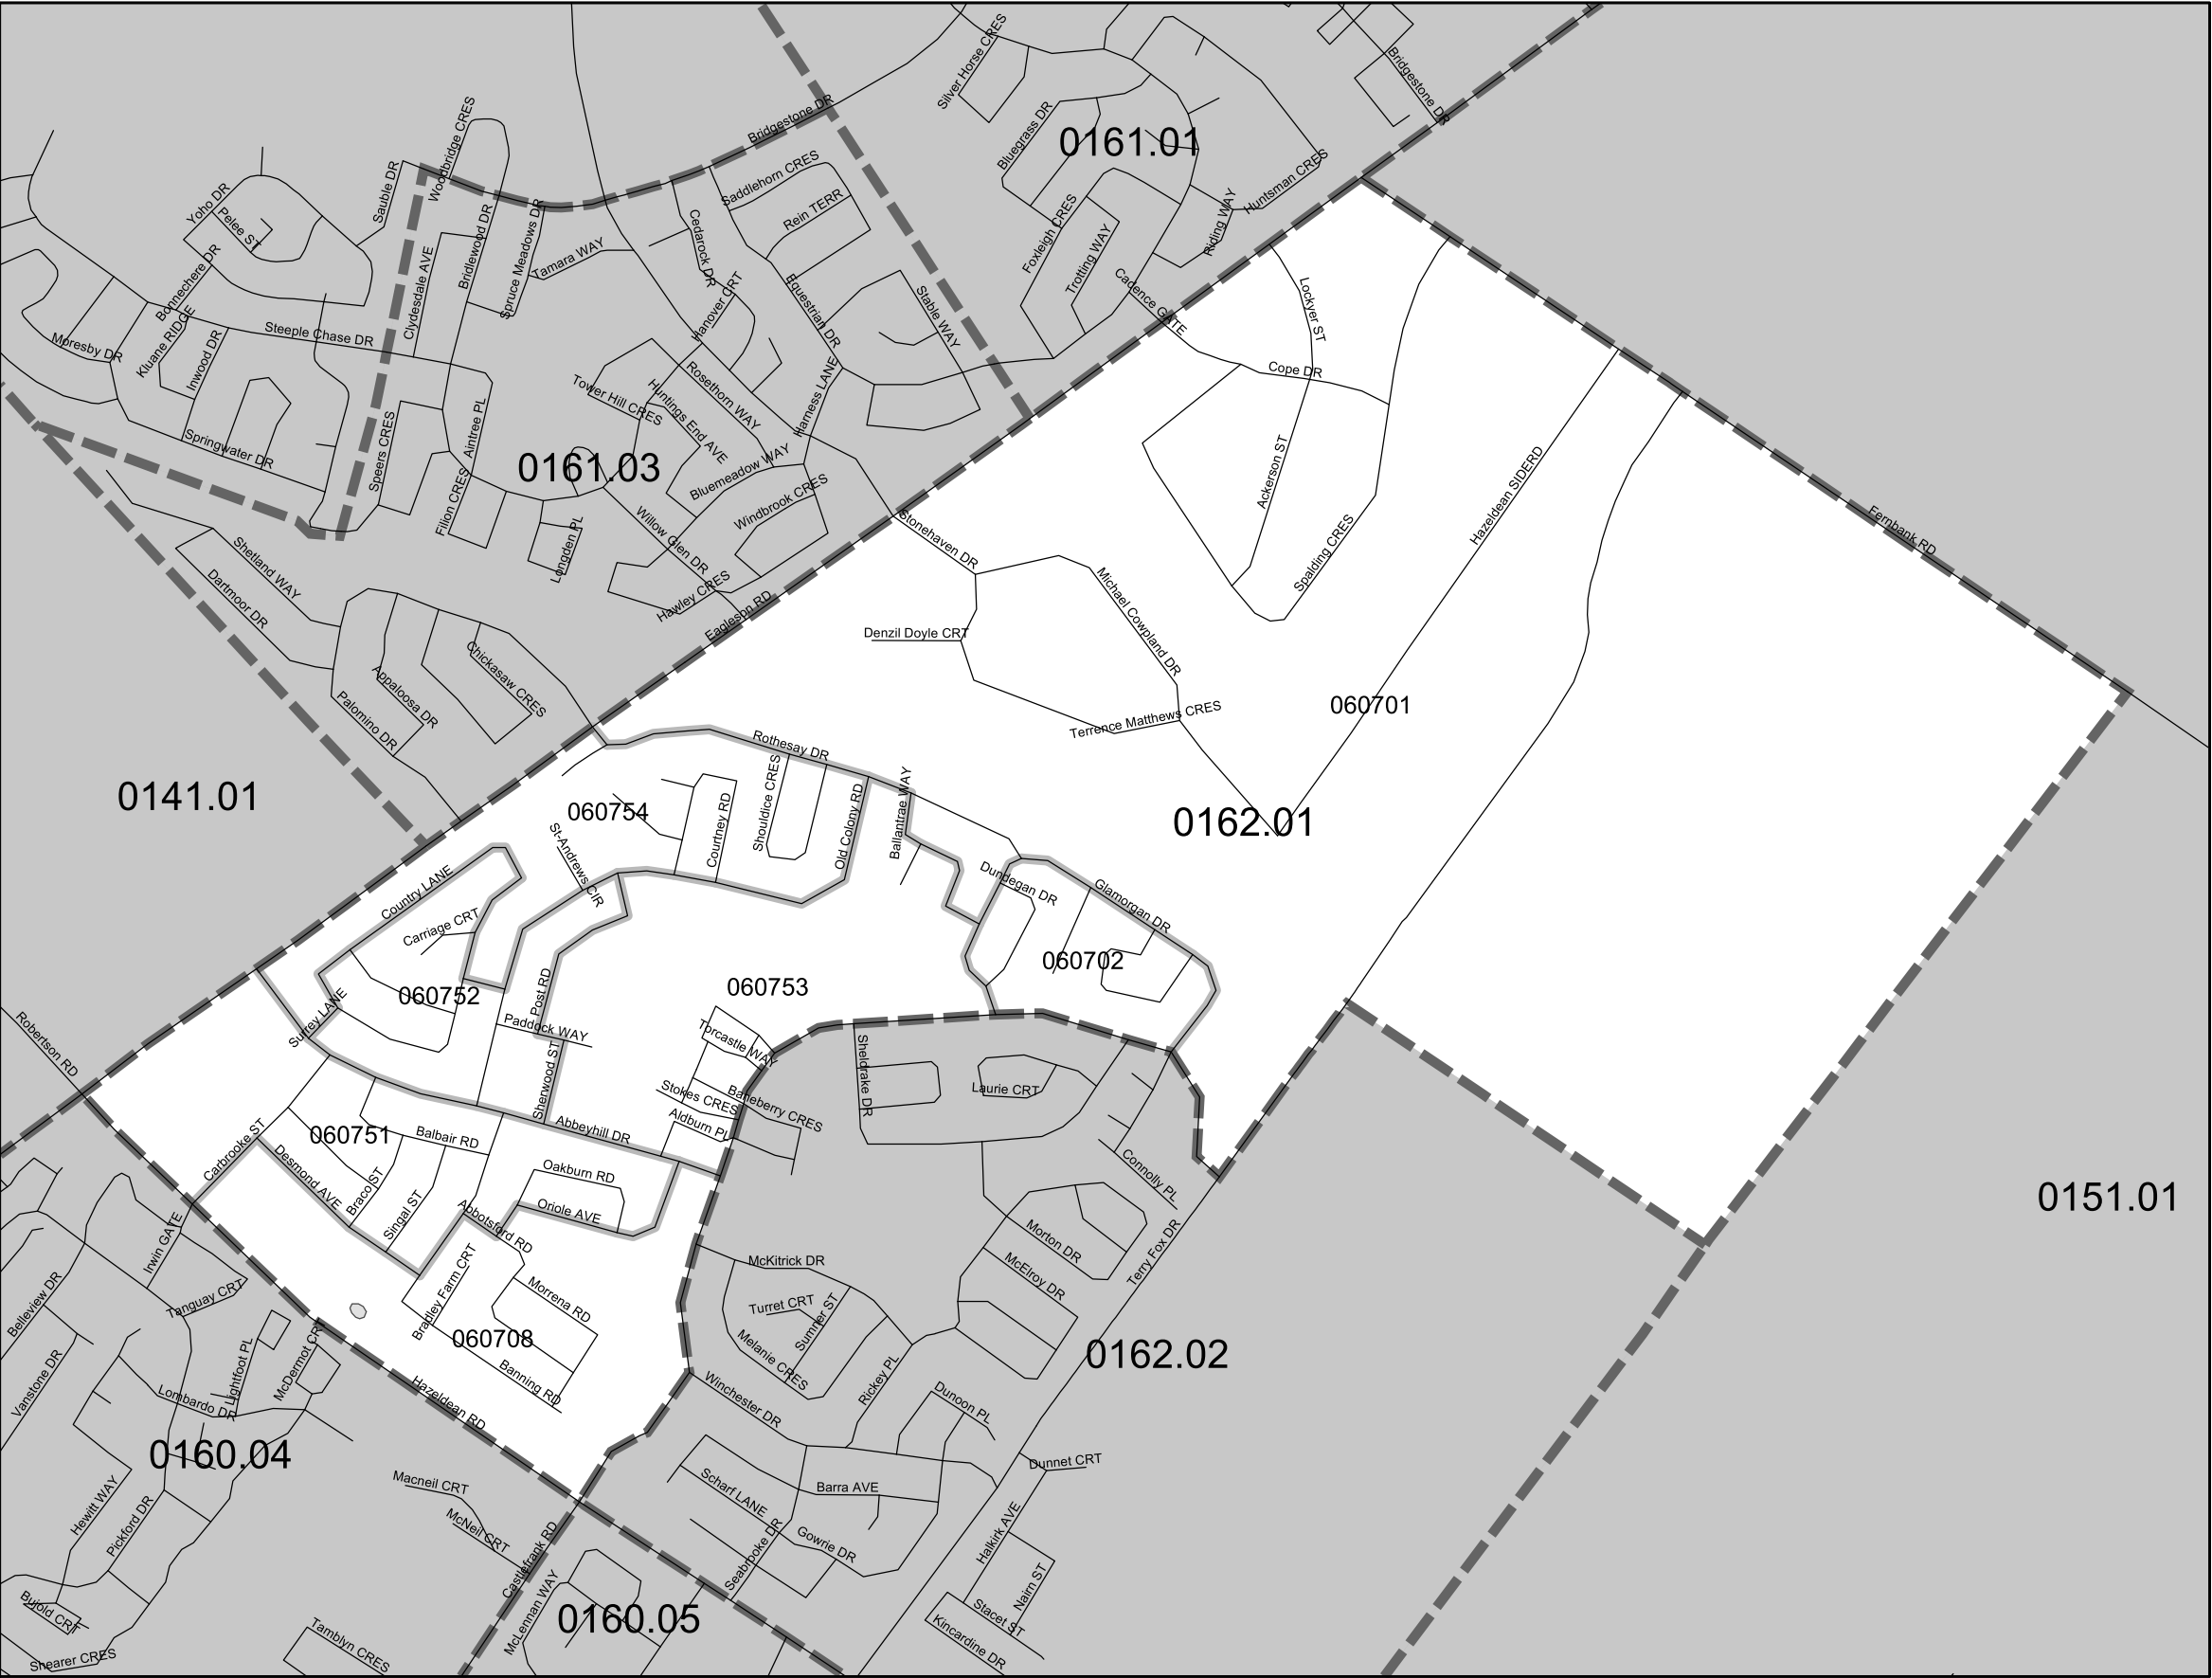 Silver Horse CRES
Bridgestone DR
Bridgestone DR
Woodbridge CRES
Bluegrass DR
0161.01
Saddlehorn CRES
Huntsman CRES
Sauble DR
Yoho DR
Pelee ST
Rein TERR
Riding WAY
Foxleigh CRES
Trotting WAY
Bridlewood DR
Spruce Meadows DR
Cedarock DR
Tamara WAY
Clydesdale AVE
Bonnechere DR
Hanover CRT
Equestrian DR
Stable WAY
Cadence GATE
Lockyer ST
Kluane RIDGE
Steeple Chase DR
Moresby DR
Inwood DR
Cope DR
Tower Hill CRES
Huntings End AVE
Rosethorn WAY
Harness LANE
Aintree PL
Speers CRES
Springwater DR
0161.03
Bluemeadow WAY
Windbrook CRES
Ackerson ST
Hazeldean SIDERD
Filion CRES
Longden PL
Willow Glen DR
Stonehaven DR
Fernbank RD
Spalding CRES
Shetland WAY
Dartmoor DR
Hawley CRES
Eagleson RD
Michael Cowpland DR
Denzil Doyle CRT
Chickasaw CRES
Appaloosa DR
Palomino DR
060701
Terrence Matthews CRES
Rothesay DR
0141.01
060754
Shouldice CRES
Courtney RD
Old Colony RD
Ballantrae WAY
0162.01
St-Andrews CIR
Country LANE
Dundegan DR
Glamorgan DR
Carriage CRT
060702
060752
Post RD
060753
Surrey LANE
Robertson RD
Paddock WAY
Torcastle WAY
Sherwood ST
Sheldrake DR
Laurie CRT
Stokes CRES
Baneberry CRES
Aldburn PL
Abbeyhill DR
060751
Balbair RD
Carbrooke ST
Desmond AVE
Braco ST
Singal ST
Oakburn RD
Oriole AVE
Abbotsford RD
Connolly PL
0151.01
Irwin GATE
Morton DR
McElroy DR
Terry Fox DR
McKitrick DR
Bradley Farm CRT
Morrena RD
Tanguay CRT
Belleview DR
Turret CRT
Sumner ST
Melanie CRES
060708
Banning RD
0162.02
Vanstone DR
Lightfoot PL
McDermot CRT
Lombardo DR
Hazeldean RD
Winchester DR
Rickey PL
Dunoon PL
0160.04
Macneil CRT
McNeil CRT
Dunnet CRT
Scharf LANE
Barra AVE
Hewitt WAY
Pickford DR
Castlefrank RD
Seabrooke DR
Gowrie DR
Halkirk AVE
Nairn ST
McLennan WAY
0160.05
Bujold CRT
Shearer CRES
Tamblyn CRES
Stacet ST
Kincardine DR